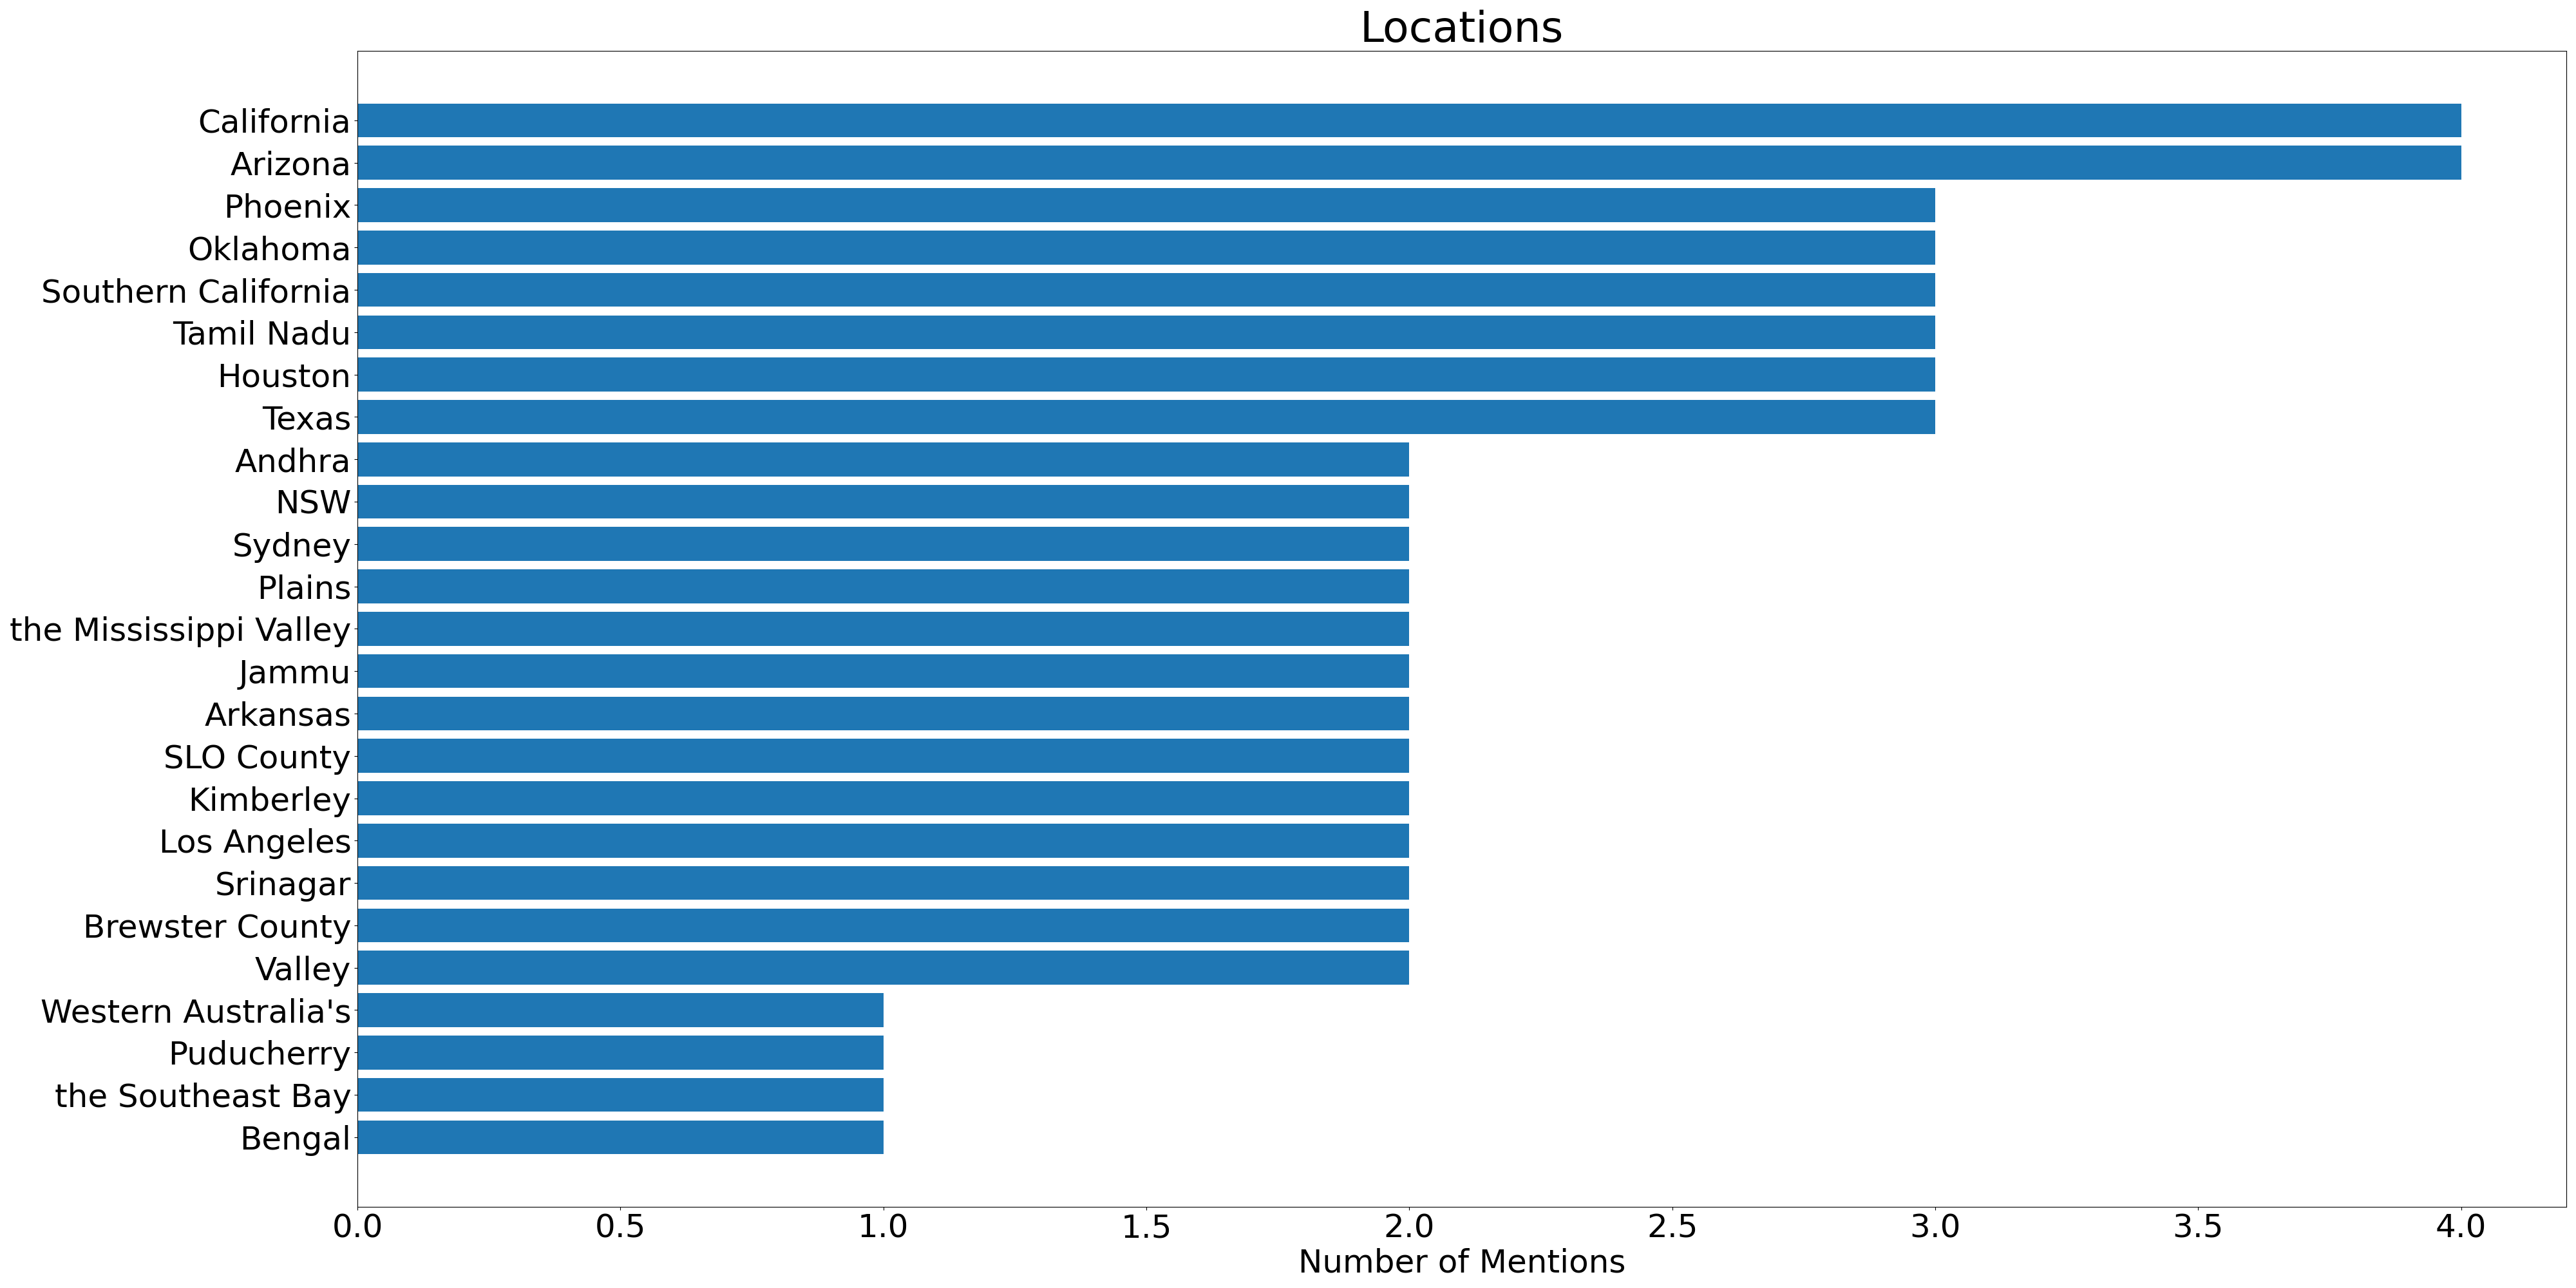 Locations
California
Arizona
Phoenix
Oklahoma
Southern California
Tamil Nadu
Houston
Texas
Andhra
NSW
Sydney
Plains
the Mississippi Valley
Jammu
Arkansas
SLO County
Kimberley
Los Angeles
Srinagar
Brewster County
Valley
Western Australia's
Puducherry
the Southeast Bay
Bengal
0.0 0.5 1.0 1.5 2.0 2.5 3.0 3.5 4.0
Number of Mentions